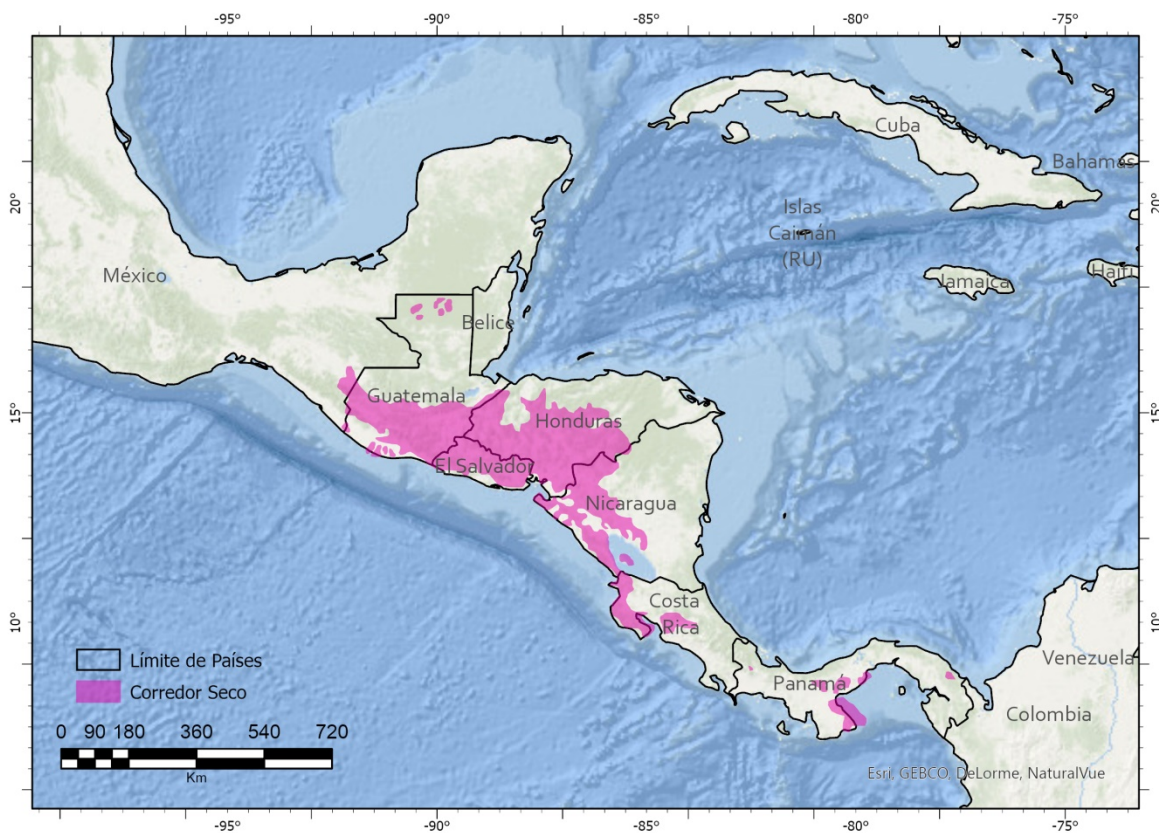 -95° -90° -85° -80° -75°
Cuba
Bahamas
20°
20°
Islas
Caimán
(RU)
México
Haití
Jamaica
Belice
Guatemala
15°
15°
Honduras
El Salvador
Nicaragua
Costa
Rica
10°
10°
Venezuela
Panamá
Colombia
Límite de Países
Corredor Seco
0 90 180 360 540 720
Km
Esri, GEBCO, DeLorme, NaturalVue
-95° -90° -85° -80° -75°